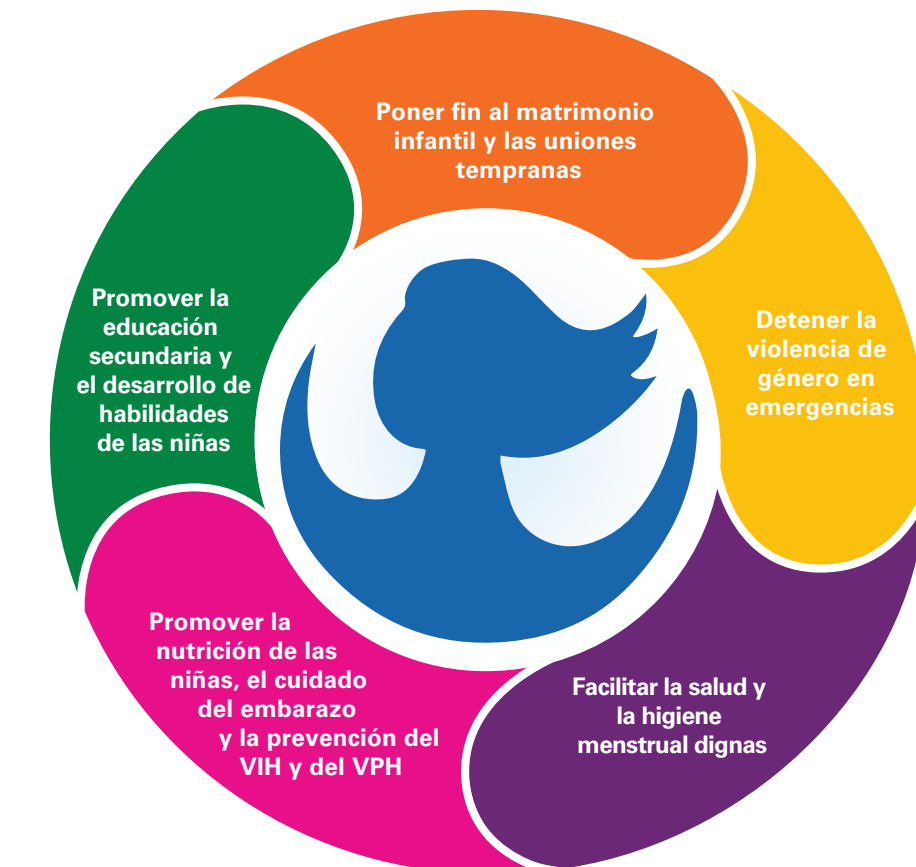 Poner fin al matrimonio
infantil y las uniones
tempranas
Detener la
violencia de
género en
emergencias
Facilitar la salud y
la higiene
menstrual dignas
Promover la
nutrición de las
niñas, el cuidado
del embarazo
y la prevención del
VIH y del VPH
Promover la
educación
secundaria y
el desarrollo de
habilidades
de las niñas